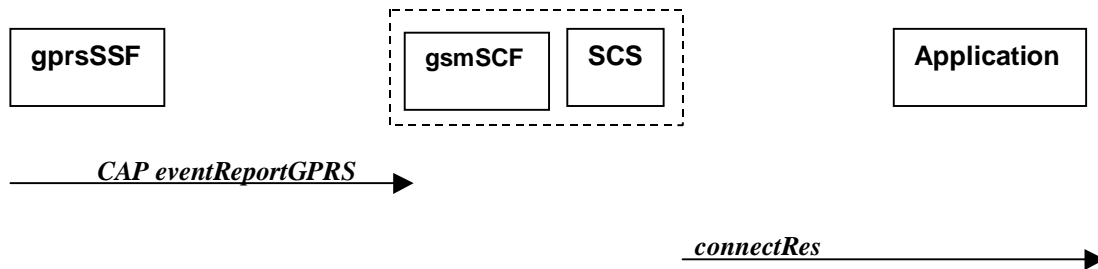 gprsSSF
gsmSCF
SCS
Application
CAP eventReportGPRS
connectRes